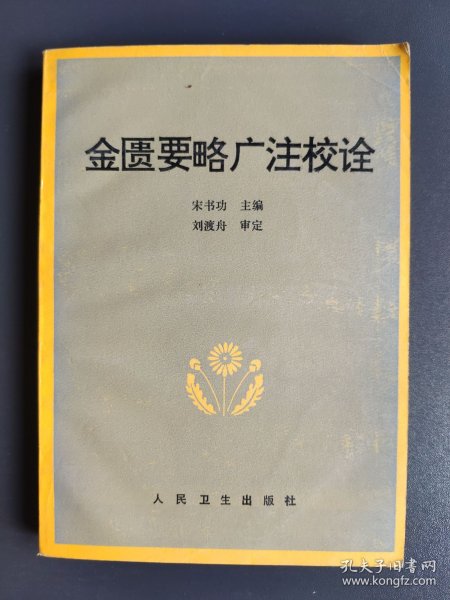 金匮要略广注校诠
宋书功 主编
刘渡舟 审定
人民卫生出版社
孔夫子旧书网
www.kongfz.com